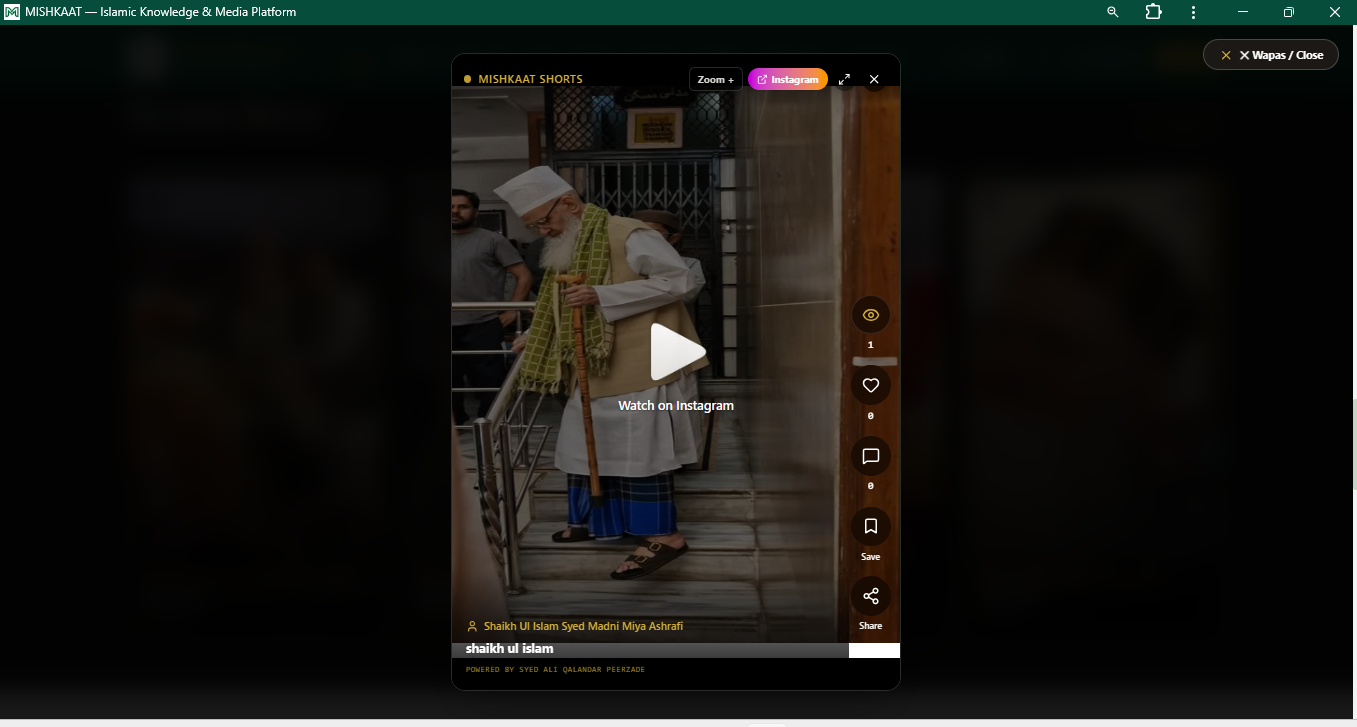 MISHKAAT — Islamic Knowledge & Media Platform
✕ ✕ Wapas / Close
MISHKAAT SHORTS
Zoom +
Instagram
Watch on Instagram
1
0
0
Save
Share
Shaikh Ul Islam Syed Madni Miya Ashrafi
shaikh ul islam
POWERED BY SYED ALI QALANDAR PEERZADE